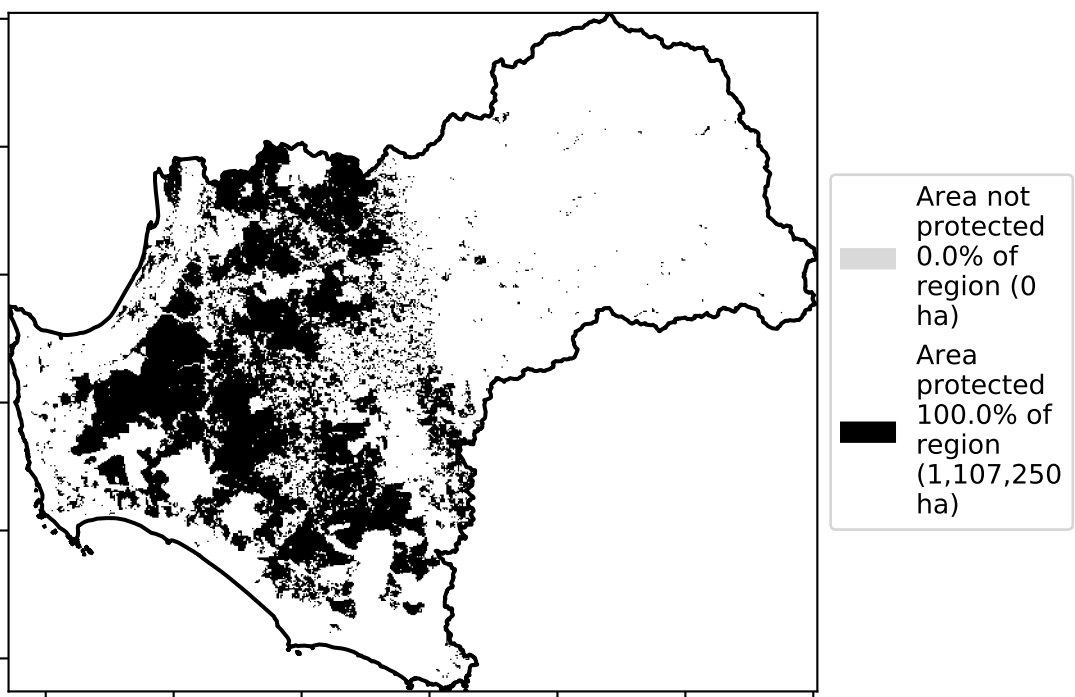 Area not
protected
0.0% of
region (0
ha)
Area
protected
100.0% of
region
(1,107,250
ha)